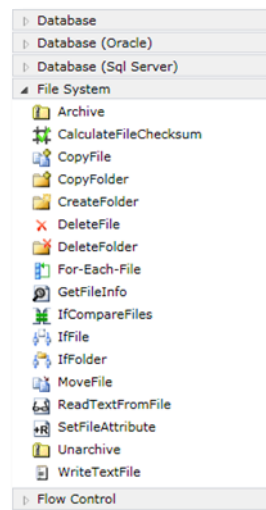 Database
Database (Oracle)
Database (Sql Server)
File System
Archive
CalculateFileChecksum
CopyFile
CopyFolder
CreateFolder
DeleteFile
DeleteFolder
For-Each-File
GetFileInfo
IfCompareFiles
IfFile
IfFolder
MoveFile
ReadTextFromFile
SetFileAttribute
Unarchive
WriteTextFile
Flow Control